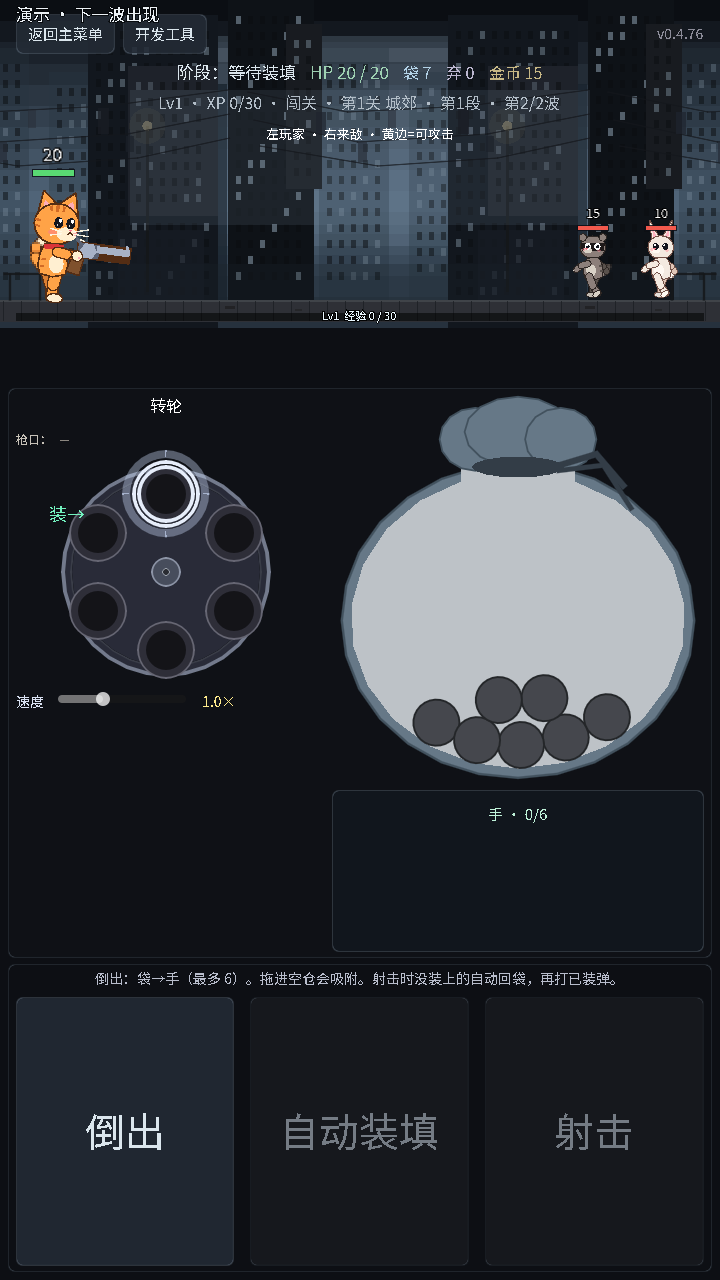 演示 · 下一波出现
返回主菜单 开发工具 v0.4.76
阶段：等待装填 HP 20 / 20 袋 7 弃 0 金币 15
Lv1 · XP 0/30 · 闯关 · 第1关 城郊 · 第1段 · 第2/2波
左玩家 · 右来敌 · 黄边=可攻击
20
15 10
Lv1 经验 0 / 30
转轮
枪口： —
装→
速度 1.0×
手 · 0/6
倒出：袋→手（最多 6）。拖进空仓会吸附。射击时没装上的自动回袋，再打已装弹。
倒出 自动装填 射击